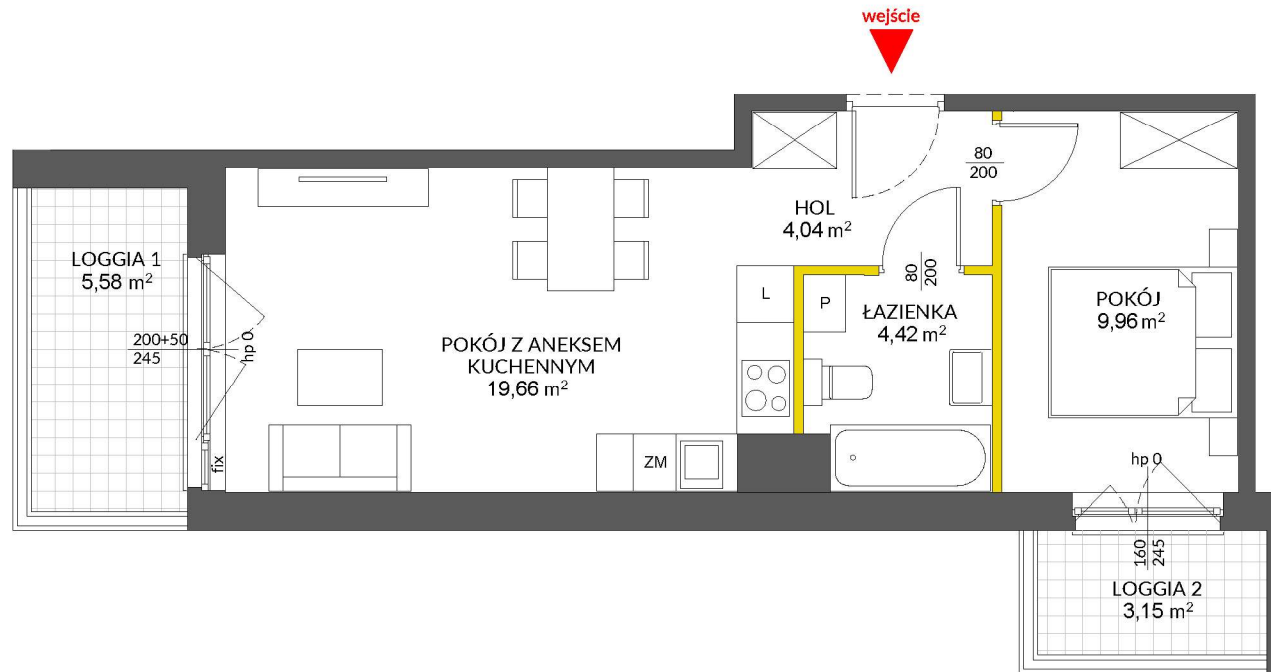 wejście
80
200
HOL
4,04 m²
LOGGIA 1
5,58 m²
200+50
245
hp 0
fix
POKÓJ Z ANEKSEM
KUCHENNYM
19,66 m²
L
ZM
80
200
P
ŁAZIENKA
4,42 m²
POKÓJ
9,96 m²
hp 0
160
245
LOGGIA 2
3,15 m²